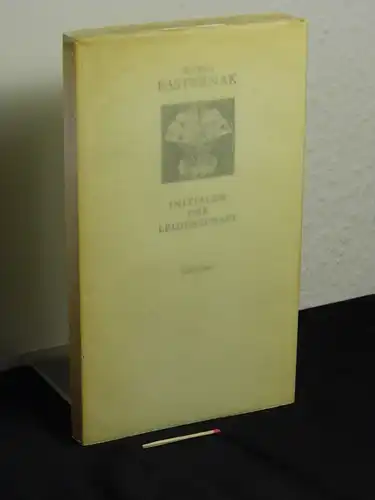 PASTERNAK
INITIALEN
DER
LEIDENSCHAFT